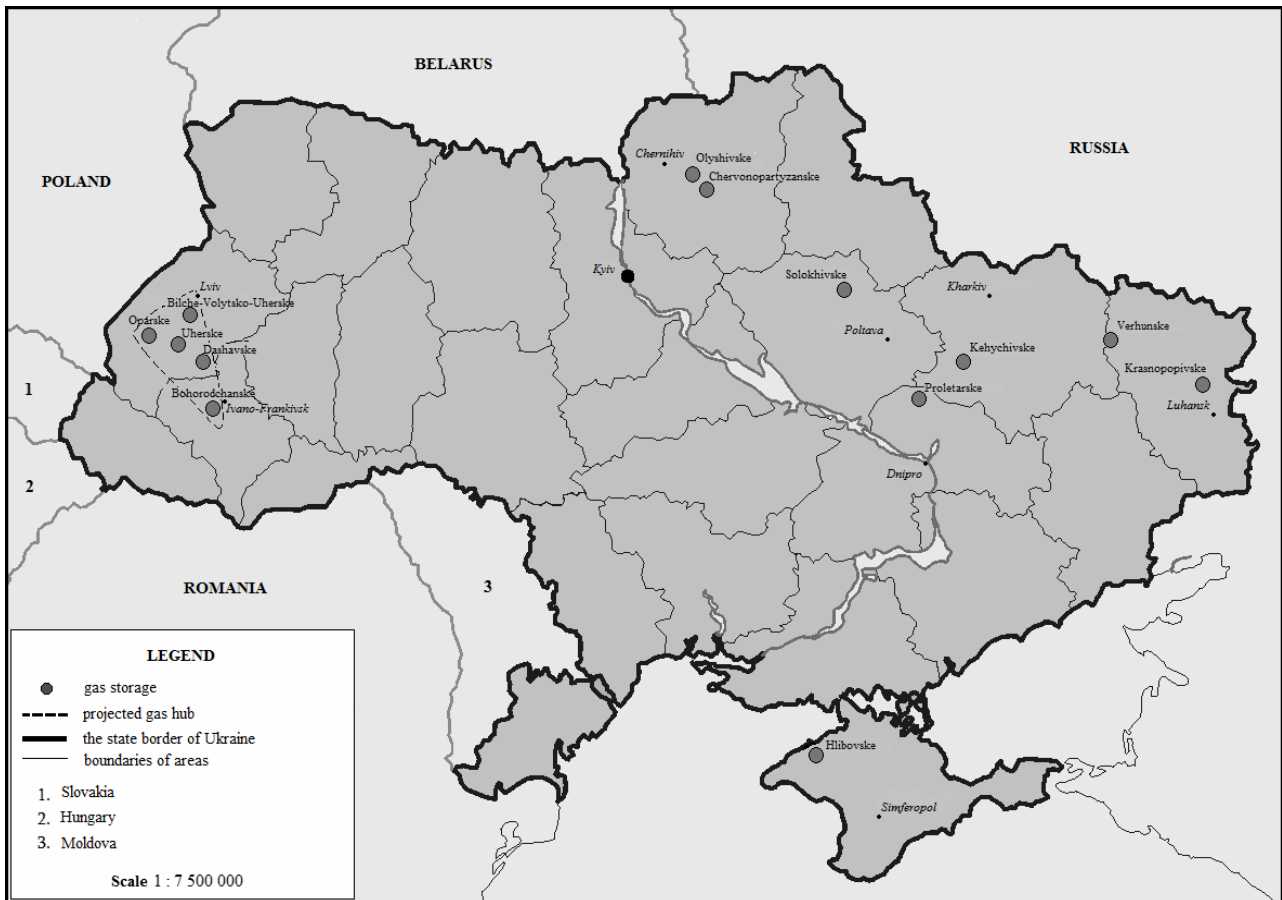 BELARUS
RUSSIA
POLAND
Chernihiv
Olyshivske
Chervonopartyzanske
Kyiv
Solokhivske
Kharkiv
Poltava
Kehychivske
Verhunske
Krasnopopivske
Luhansk
Proletarske
Dnipro
Lviv
Bilche-Volytsko-Uherske
Oparske
Uherske
Dashavske
Bohorodchanske
Ivano-Frankivsk
1
2
3
ROMANIA
Hlibovske
Simferopol
LEGEND
gas storage
projected gas hub
the state border of Ukraine
boundaries of areas
1. Slovakia
2. Hungary
3. Moldova
Scale 1 : 7 500 000